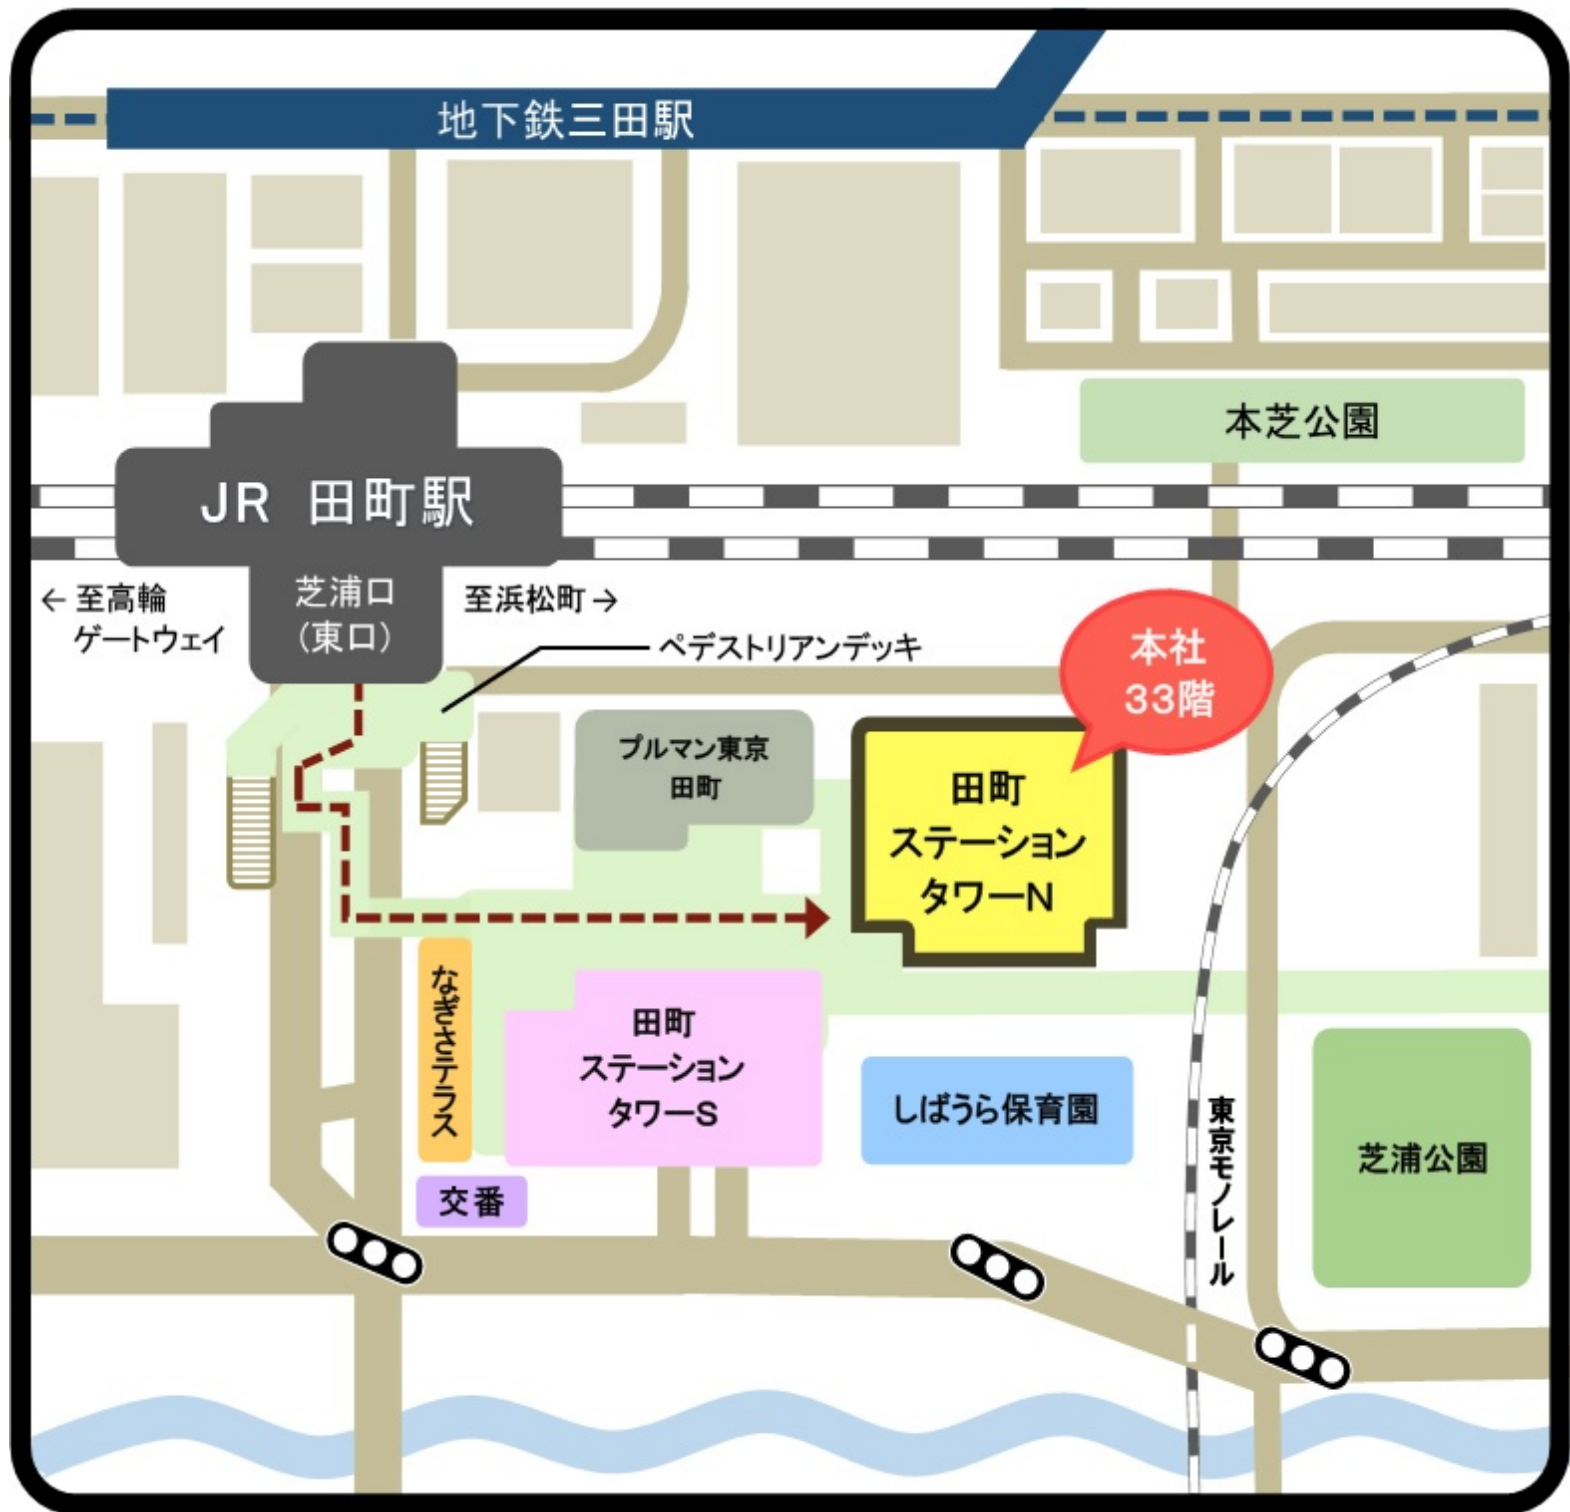 地下鉄三田駅
本芝公園
JR 田町駅
芝浦口
(東口)
← 至高輪
ゲートウェイ
至浜松町 →
ペデストリアンデッキ
本社
33階
プルマン東京
田町
田町
ステーション
タワーN
なぎさテラス
田町
ステーション
タワーS
しばうら保育園
東京モノレール
芝浦公園
交番